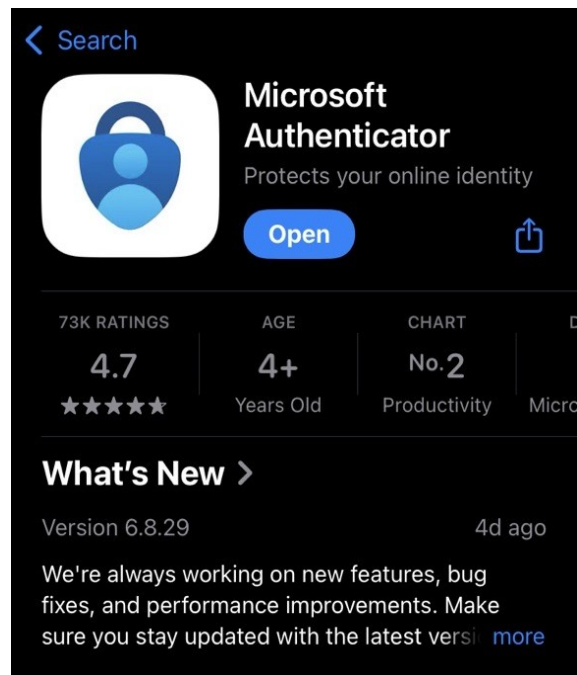 Search
Microsoft
Authenticator
Protects your online identity
Open
73K RATINGS
AGE
CHART
4.7
4+
No.2
Years Old
Productivity
Micro
What's New
Version 6.8.29
4d ago
We're always working on new features, bug
fixes, and performance improvements. Make
sure you stay updated with the latest versi more